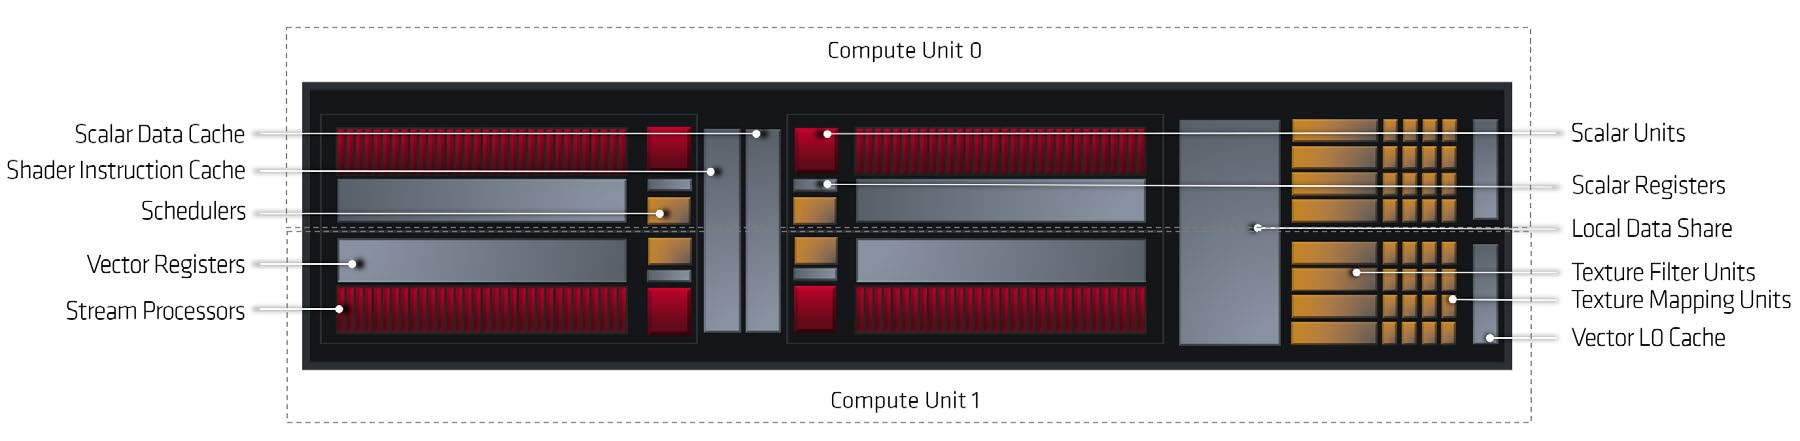 Compute Unit 0
Scalar Data Cache
Shader Instruction Cache
Schedulers
Vector Registers
Stream Processors
Scalar Units
Scalar Registers
Local Data Share
Texture Filter Units
Texture Mapping Units
Vector L0 Cache
Compute Unit 1